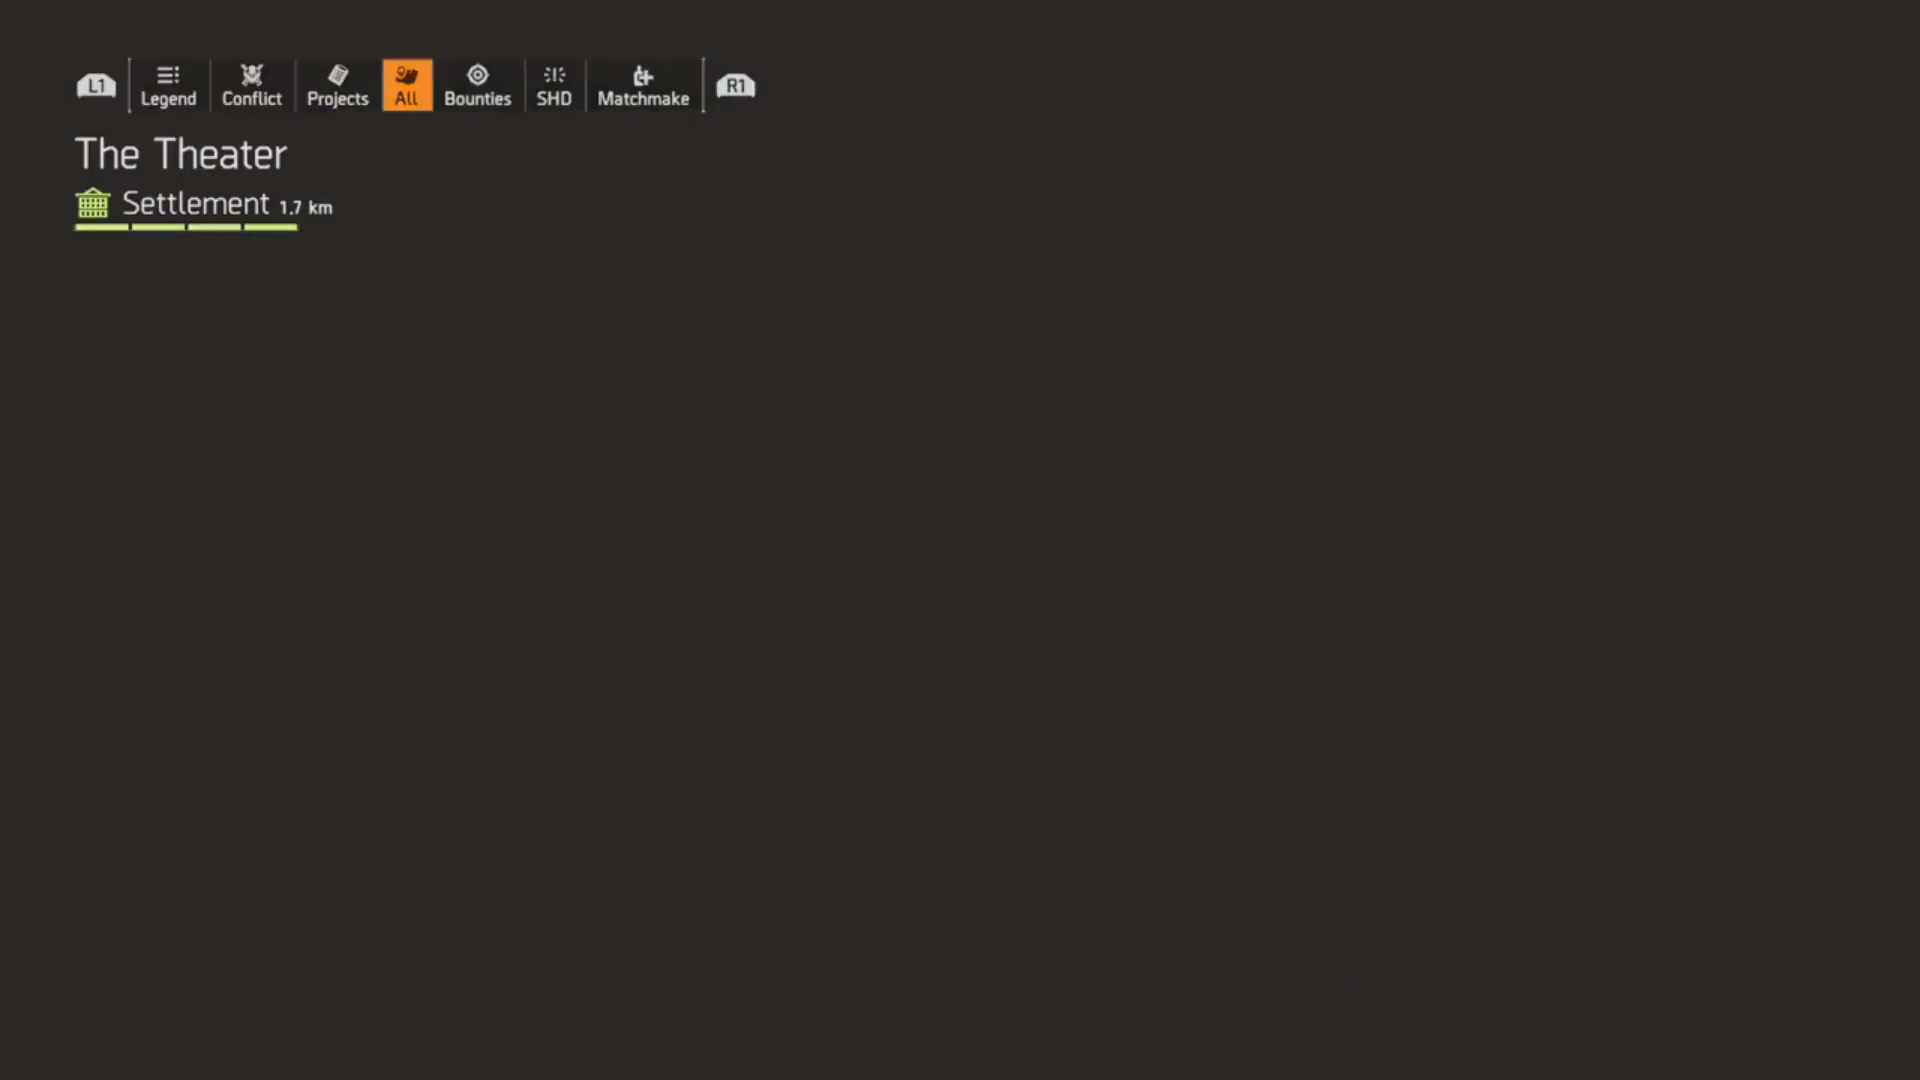 L1 Legend Conflict Projects All Bounties SHD Matchmake R1
The Theater
Settlement 1.7 km